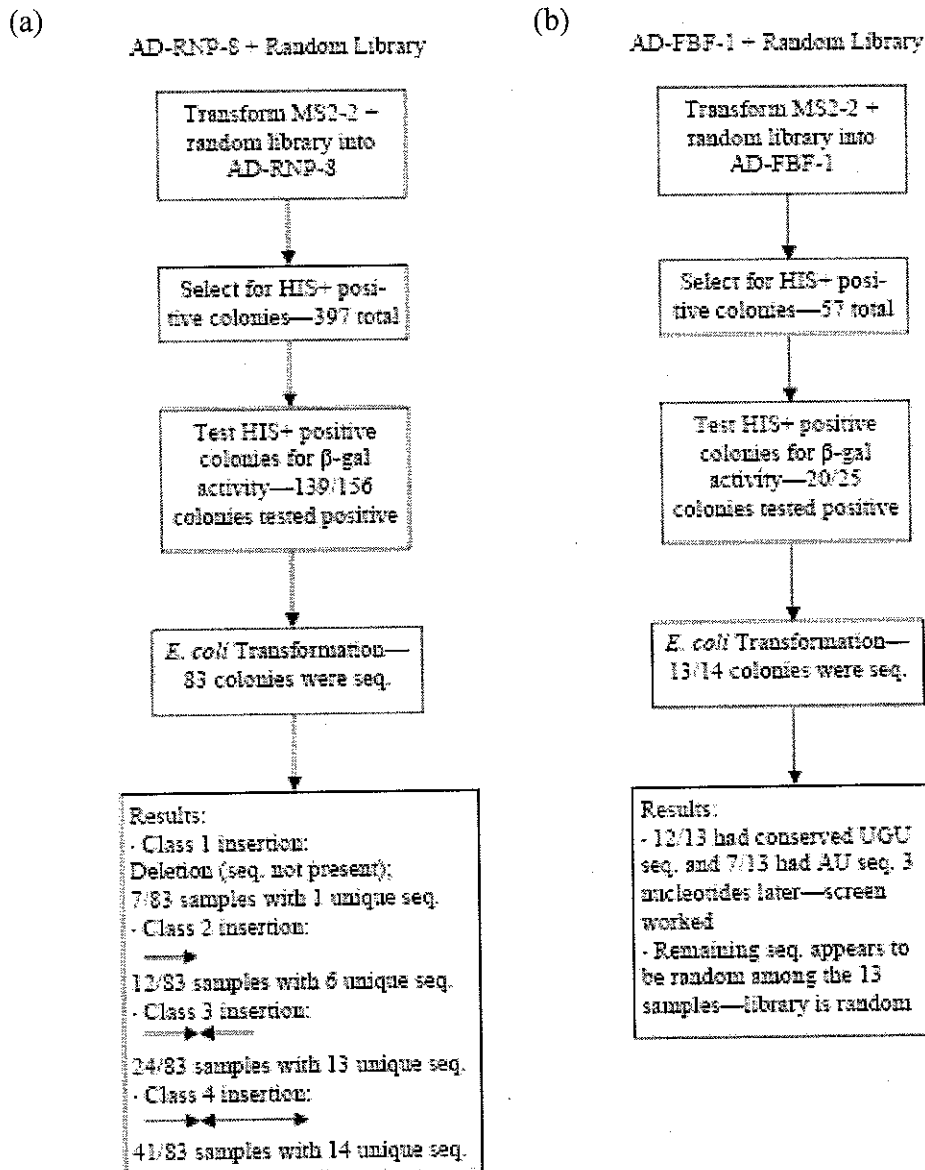 (a)
AD-RNP-8 + Random Library
Transform MS2-2 +
random library into
AD-RNP-8
Select for HIS+ posi-
tive colonies—397 total
Test HIS+ positive
colonies for β-gal
activity—139/156
colonies tested positive
E. coli Transformation—
83 colonies were seq.
Results:
- Class 1 insertion:
Deletion (seq. not present);
7/83 samples with 1 unique seq.
- Class 2 insertion:
12/83 samples with 6 unique seq.
- Class 3 insertion:
24/83 samples with 13 unique seq.
- Class 4 insertion:
41/83 samples with 14 unique seq.
(b)
AD-FBF-1 + Random Library
Transform MS2-2 +
random library into
AD-FBF-1
Select for HIS+ posi-
tive colonies—57 total
Test HIS+ positive
colonies for β-gal
activity—20/25
colonies tested positive
E. coli Transformation—
13/14 colonies were seq.
Results:
- 12/13 had conserved UGU
seq. and 7/13 had AU seq. 3
nucleotides later—screen
worked
- Remaining seq. appears to
be random among the 13
samples—library is random